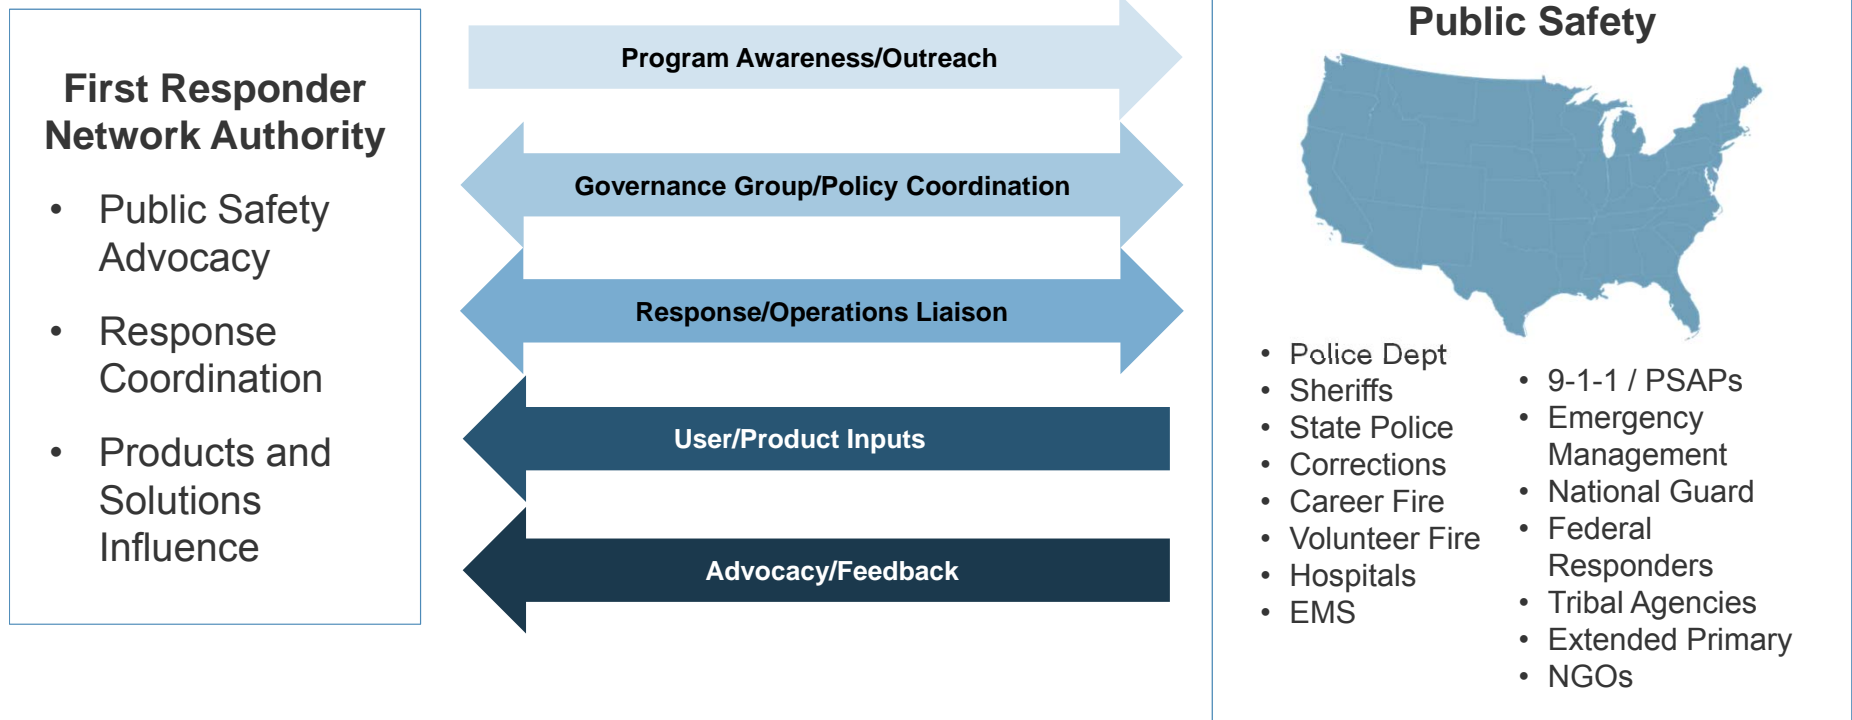 First Responder
Network Authority
• Public Safety
Advocacy
• Response
Coordination
• Products and
Solutions
Influence
Program Awareness/Outreach
Governance Group/Policy Coordination
Response/Operations Liaison
User/Product Inputs
Advocacy/Feedback
Public Safety
• Police Dept
• Sheriffs
• State Police
• Corrections
• Career Fire
• Volunteer Fire
• Hospitals
• EMS
• 9-1-1 / PSAPs
• Emergency
Management
• National Guard
• Federal
Responders
• Tribal Agencies
• Extended Primary
• NGOs